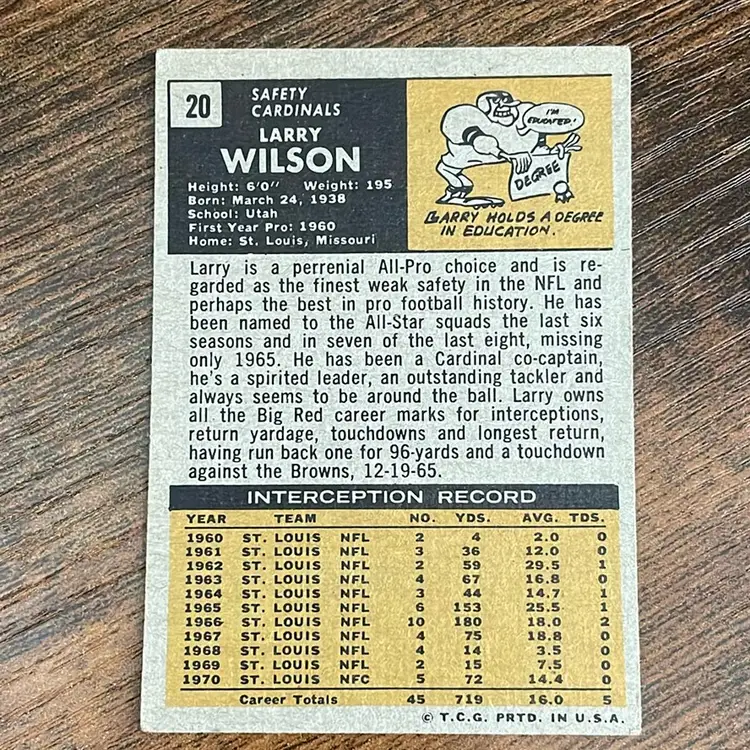 20
SAFETY
CARDINALS
LARRY
WILSON
Height: 6'0" Weight: 195
Born: March 24, 1938
School: Utah
First Year Pro: 1960
Home: St. Louis, Missouri
I'M
EDUCATED!
DEGREE
LARRY HOLDS A DEGREE
IN EDUCATION.
Larry is a perrenial All-Pro choice and is re-
garded as the finest weak safety in the NFL and
perhaps the best in pro football history. He has
been named to the All-Star squads the last six
seasons and in seven of the last eight, missing
only 1965. He has been a Cardinal co-captain,
he's a spirited leader, an outstanding tackler and
always seems to be around the ball. Larry owns
all the Big Red career marks for interceptions,
return yardage, touchdowns and longest return,
having run back one for 96-yards and a touchdown
against the Browns, 12-19-65.
INTERCEPTION RECORD
YEAR TEAM NO. YDS. AVG. TDS.
1960 ST. LOUIS NFL 2 4 2.0 0
1961 ST. LOUIS NFL 3 36 12.0 0
1962 ST. LOUIS NFL 2 59 29.5 1
1963 ST. LOUIS NFL 4 67 16.8 0
1964 ST. LOUIS NFL 3 44 14.7 1
1965 ST. LOUIS NFL 6 153 25.5 1
1966 ST. LOUIS NFL 10 180 18.0 2
1967 ST. LOUIS NFL 4 75 18.8 0
1968 ST. LOUIS NFL 4 14 3.5 0
1969 ST. LOUIS NFL 2 15 7.5 0
1970 ST. LOUIS NFC 5 72 14.4 0
Career Totals 45 719 16.0 5
© T.C.G. PRTD. IN U.S.A.